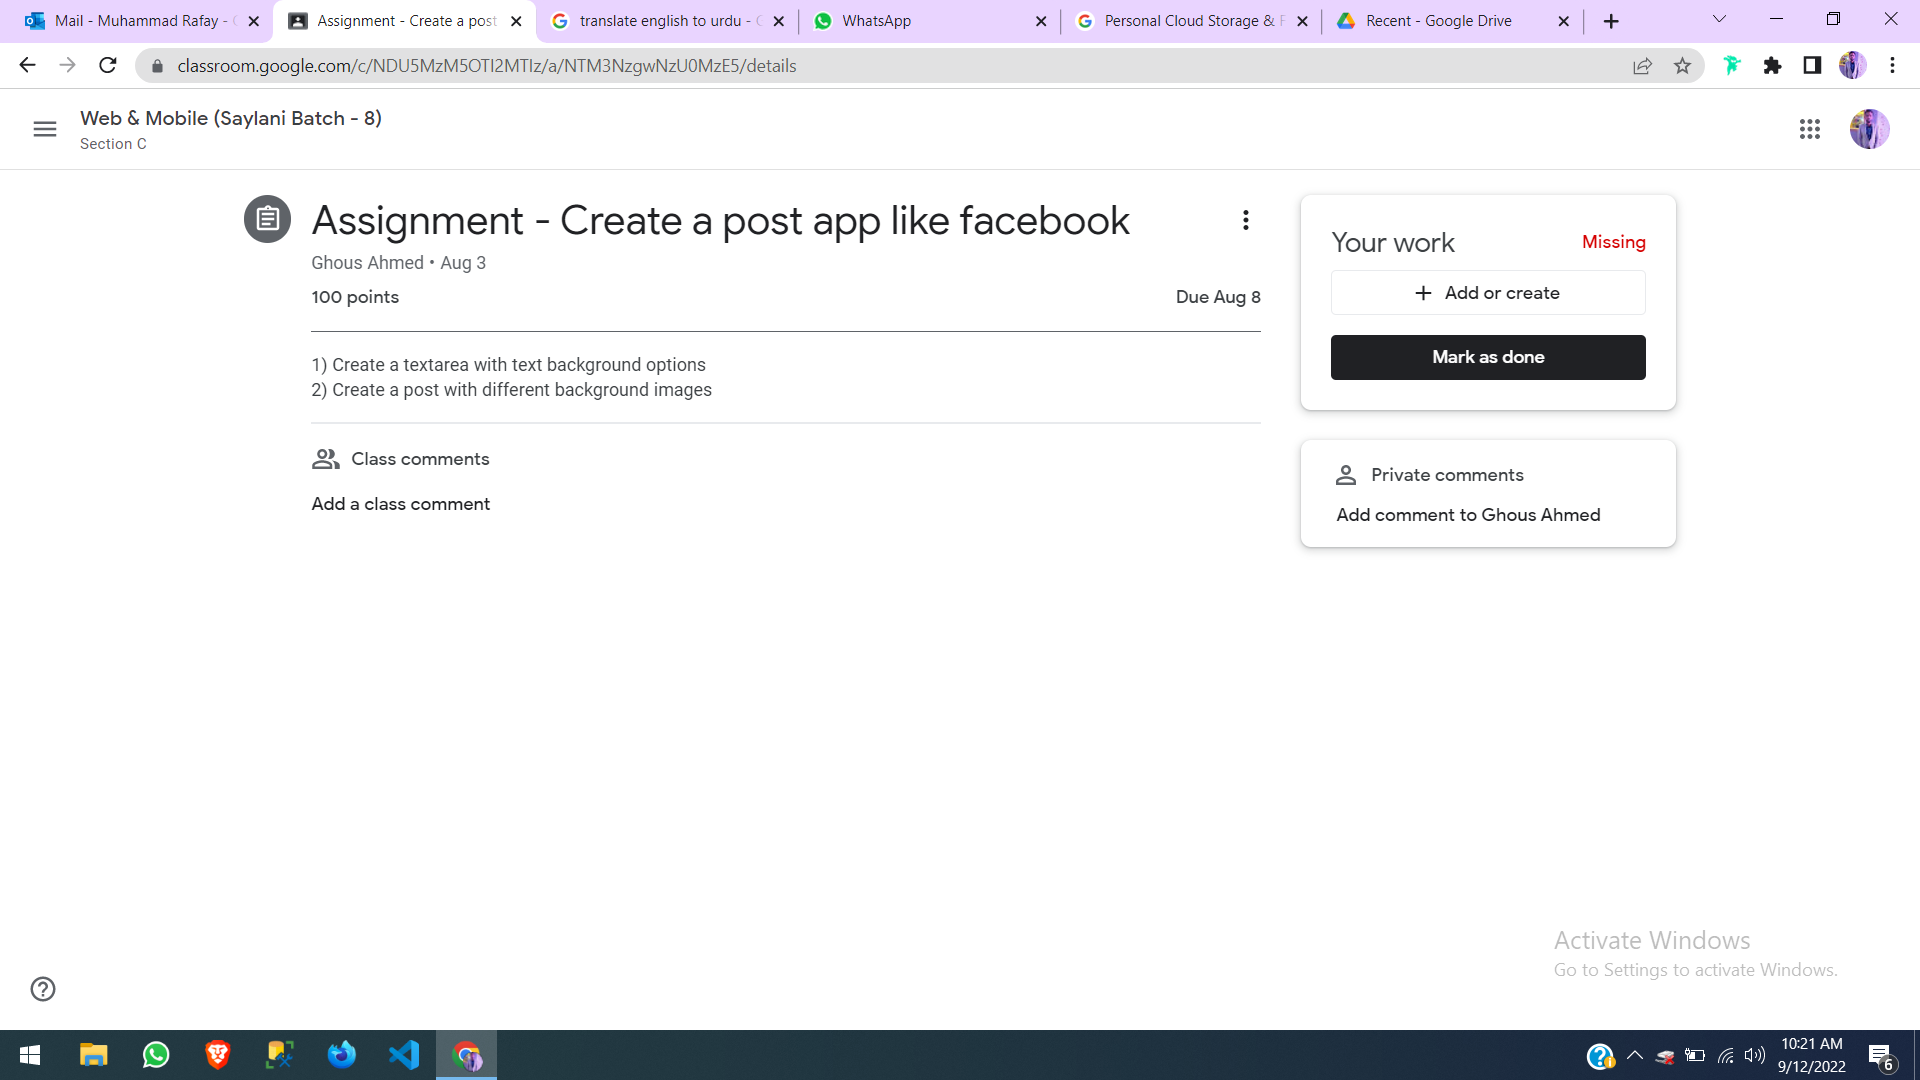 Mail - Muhammad Rafay -
Assignment - Create a post
translate english to urdu -
WhatsApp
Personal Cloud Storage &
Recent - Google Drive
classroom.google.com/c/NDU5MzM5OTI2MTIz/a/NTM3NzgwNzU0MzE5/details
Web & Mobile (Saylani Batch - 8)
Section C
Assignment - Create a post app like facebook
Ghous Ahmed • Aug 3
100 points
Due Aug 8
1) Create a textarea with text background options
2) Create a post with different background images
Class comments
Add a class comment
Your work
Missing
+ Add or create
Mark as done
Private comments
Add comment to Ghous Ahmed
Activate Windows
Go to Settings to activate Windows.
10:21 AM
9/12/2022
6